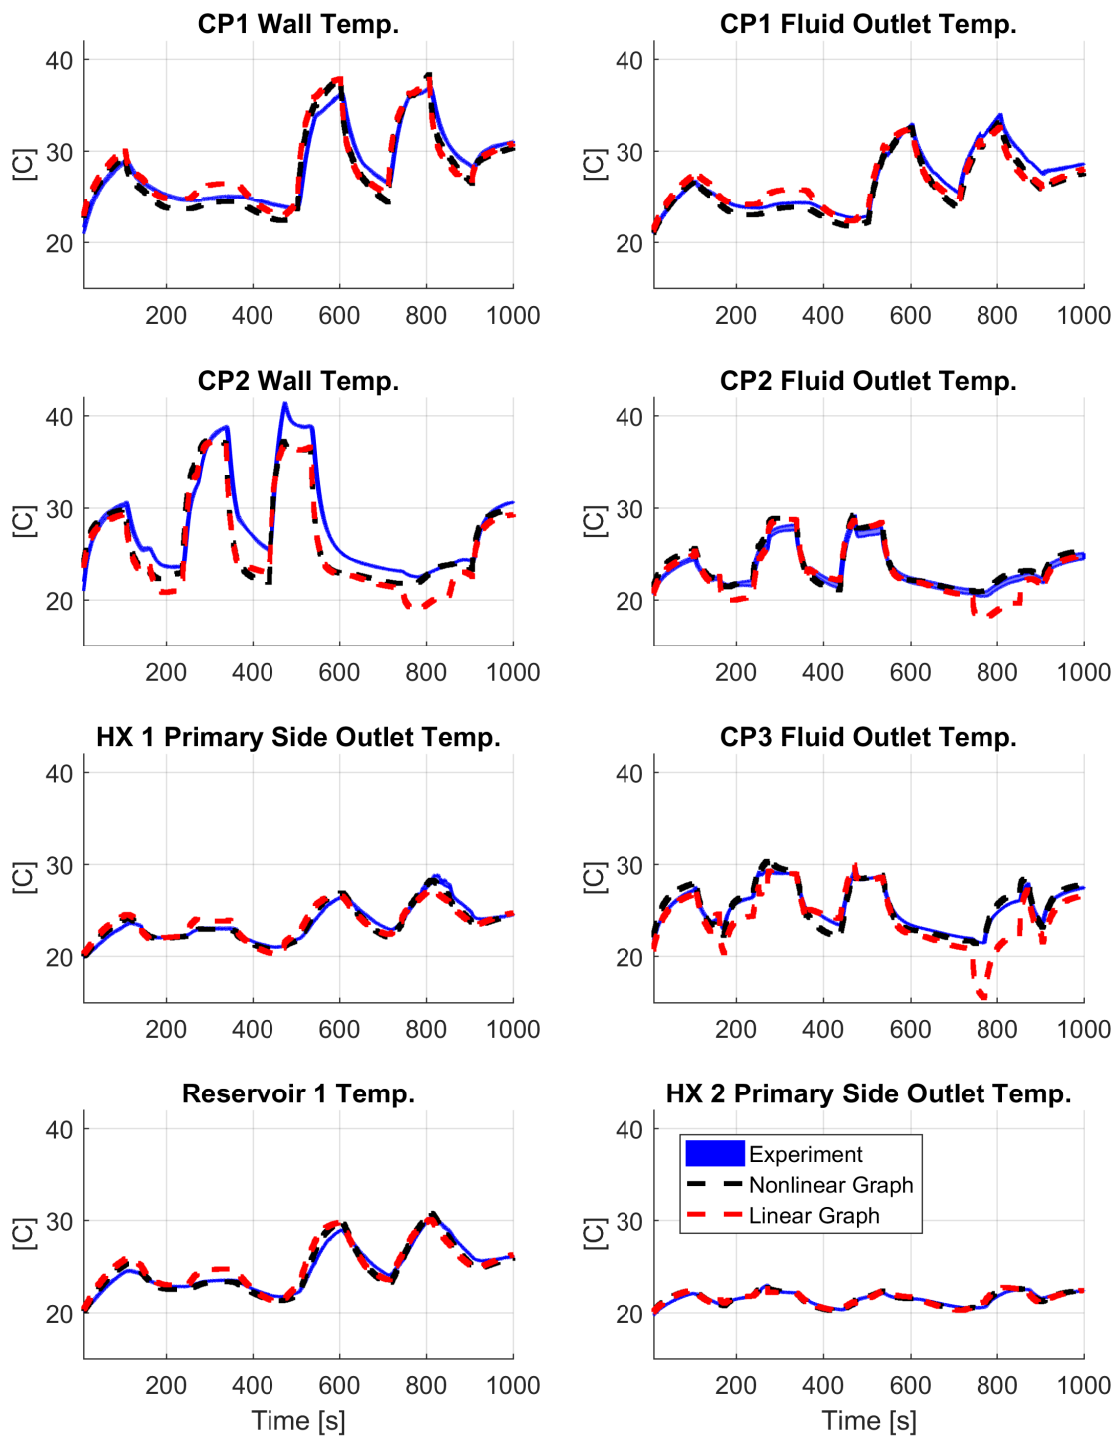 CP1 Wall Temp.
40
30
20
[C]
200 400 600 800 1000
CP1 Fluid Outlet Temp.
40
30
20
[C]
200 400 600 800 1000
CP2 Wall Temp.
40
30
20
[C]
200 400 600 800 1000
CP2 Fluid Outlet Temp.
40
30
20
[C]
200 400 600 800 1000
HX 1 Primary Side Outlet Temp.
40
30
20
[C]
200 400 600 800 1000
CP3 Fluid Outlet Temp.
40
30
20
[C]
200 400 600 800 1000
Reservoir 1 Temp.
40
30
20
[C]
200 400 600 800 1000
Time [s]
HX 2 Primary Side Outlet Temp.
40
30
20
[C]
Experiment
Nonlinear Graph
Linear Graph
200 400 600 800 1000
Time [s]